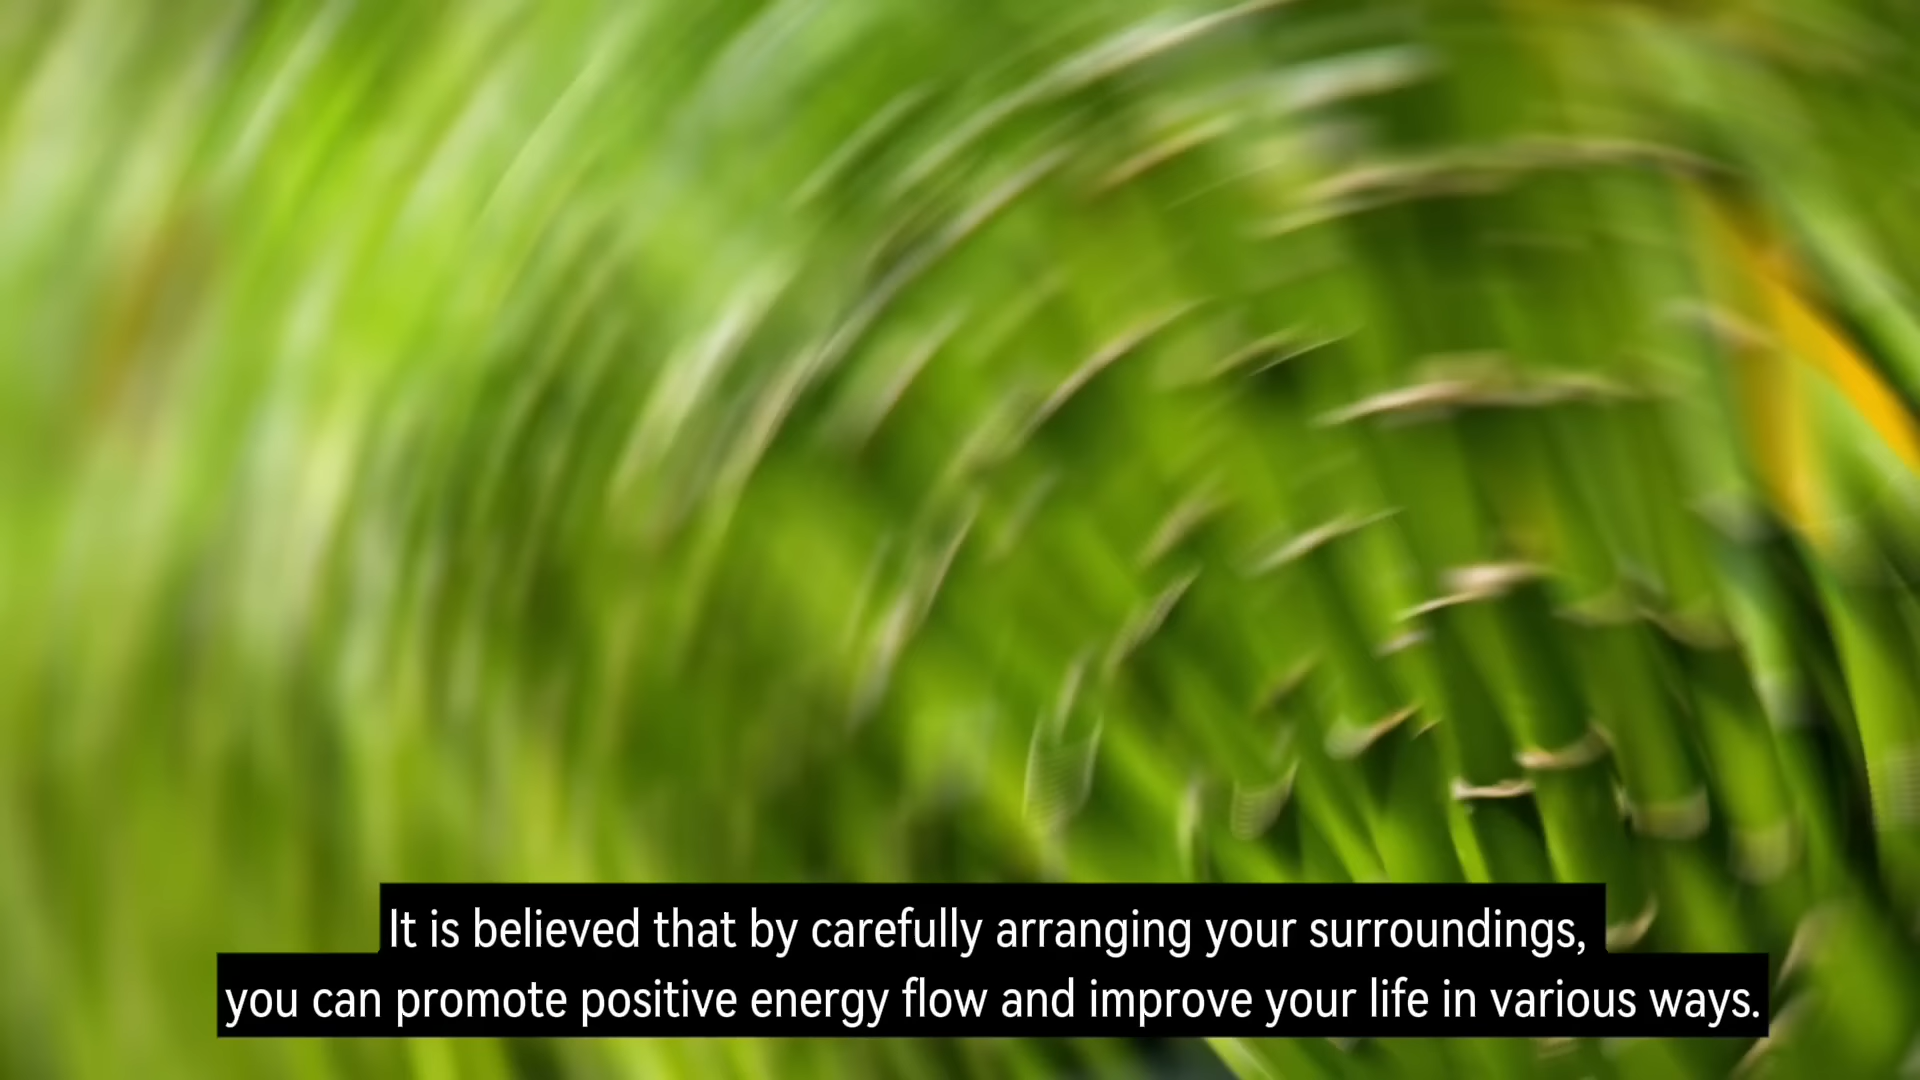 It is believed that by carefully arranging your surroundings,
you can promote positive energy flow and improve your life in various ways.